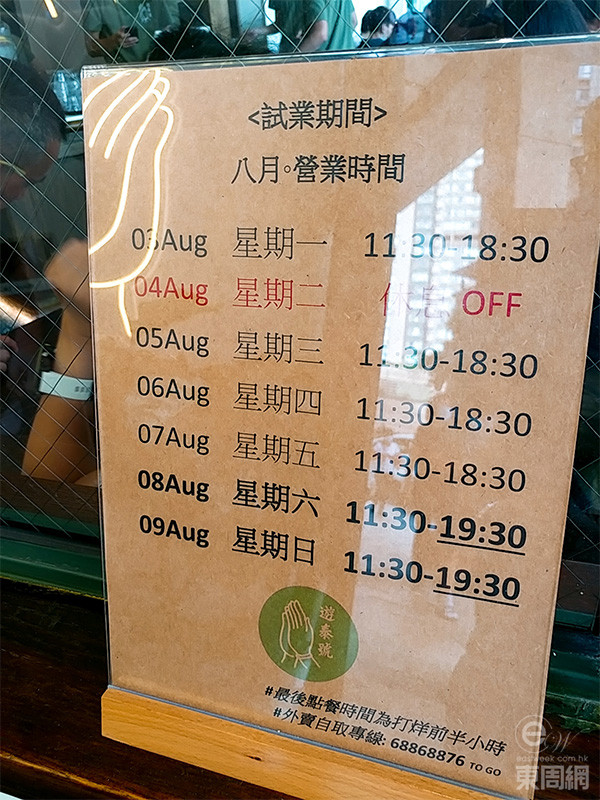 <試業期間>
八月。營業時間
03Aug 星期一 11:30-18:30
04Aug 星期二 休息 OFF
05Aug 星期三 11:30-18:30
06Aug 星期四 11:30-18:30
07Aug 星期五 11:30-18:30
08Aug 星期六 11:30-19:30
09Aug 星期日 11:30-19:30
遊泰號
#最後點餐時間為打烊前半小時
#外賣自取專線: 68868876 TO GO
eastweek.com.hk
東周網